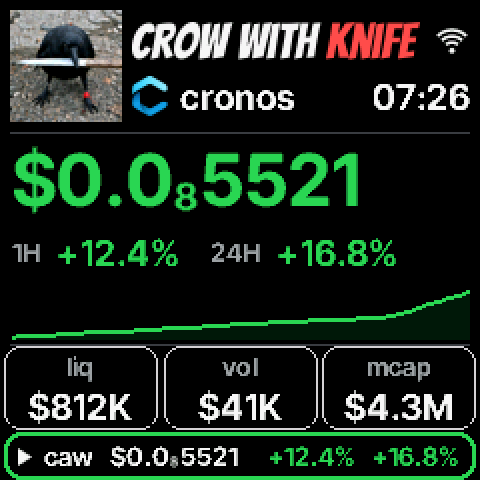 CROW WITH KNIFE
cronos 07:26
$0.0₈5521
1H +12.4% 24H +16.8%
liq vol mcap
$812K $41K $4.3M
▶ caw $0.0₈5521 +12.4% +16.8%